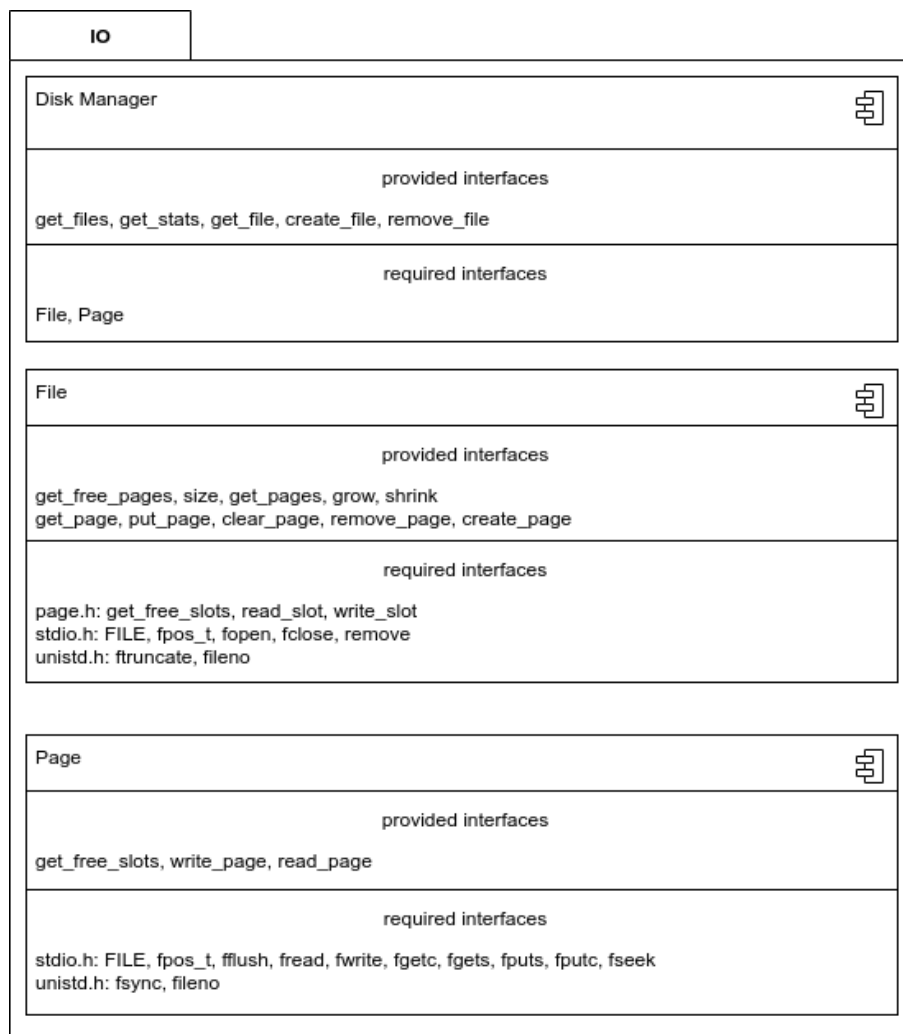 IO
Disk Manager
provided interfaces
get_files, get_stats, get_file, create_file, remove_file
required interfaces
File, Page
File
provided interfaces
get_free_pages, size, get_pages, grow, shrink
get_page, put_page, clear_page, remove_page, create_page
required interfaces
page.h: get_free_slots, read_slot, write_slot
stdio.h: FILE, fpos_t, fopen, fclose, remove
unistd.h: ftruncate, fileno
Page
provided interfaces
get_free_slots, write_page, read_page
required interfaces
stdio.h: FILE, fpos_t, fflush, fread, fwrite, fgetc, fgets, fputs, fputc, fseek
unistd.h: fsync, fileno